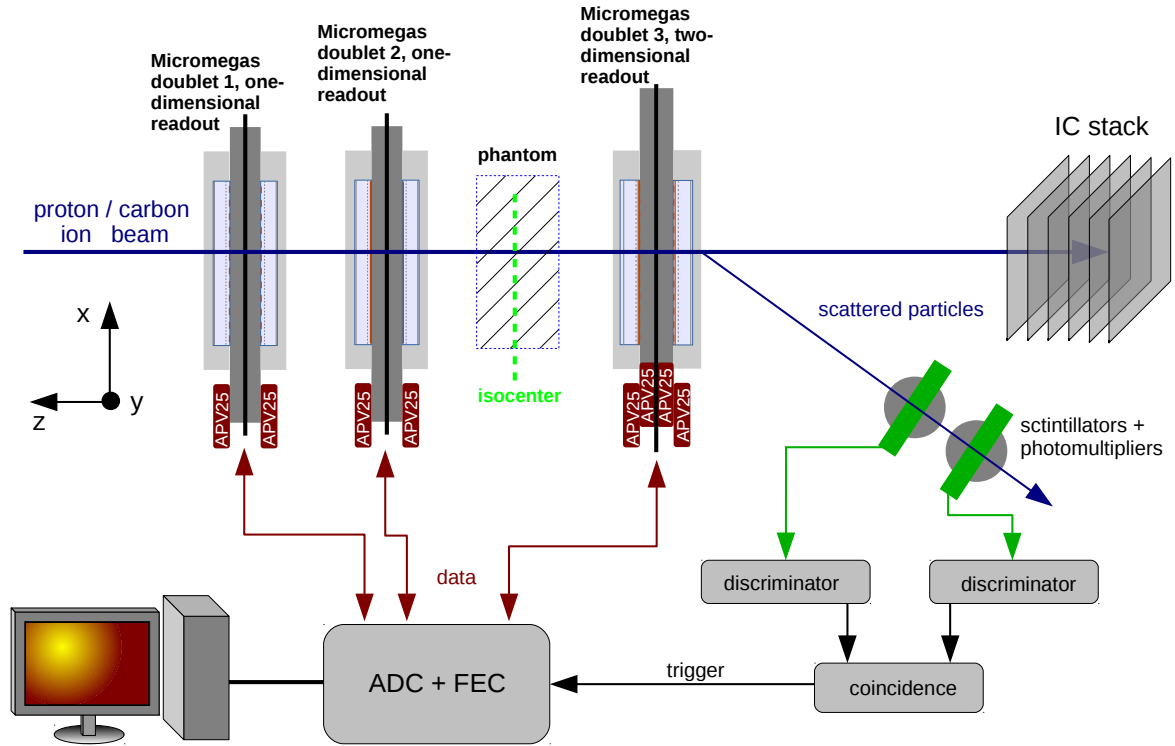 Micromegas
doublet 1, one-
dimensional
readout
Micromegas
doublet 2, one-
dimensional
readout
Micromegas
doublet 3, two-
dimensional
readout
IC stack
phantom
proton / carbon
ion beam
x
z
y
isocenter
scattered particles
APV25
APV25
APV25
APV25
APV25
APV25
APV25
APV25
sctintillators +
photomultipliers
data
discriminator
discriminator
ADC + FEC
trigger
coincidence